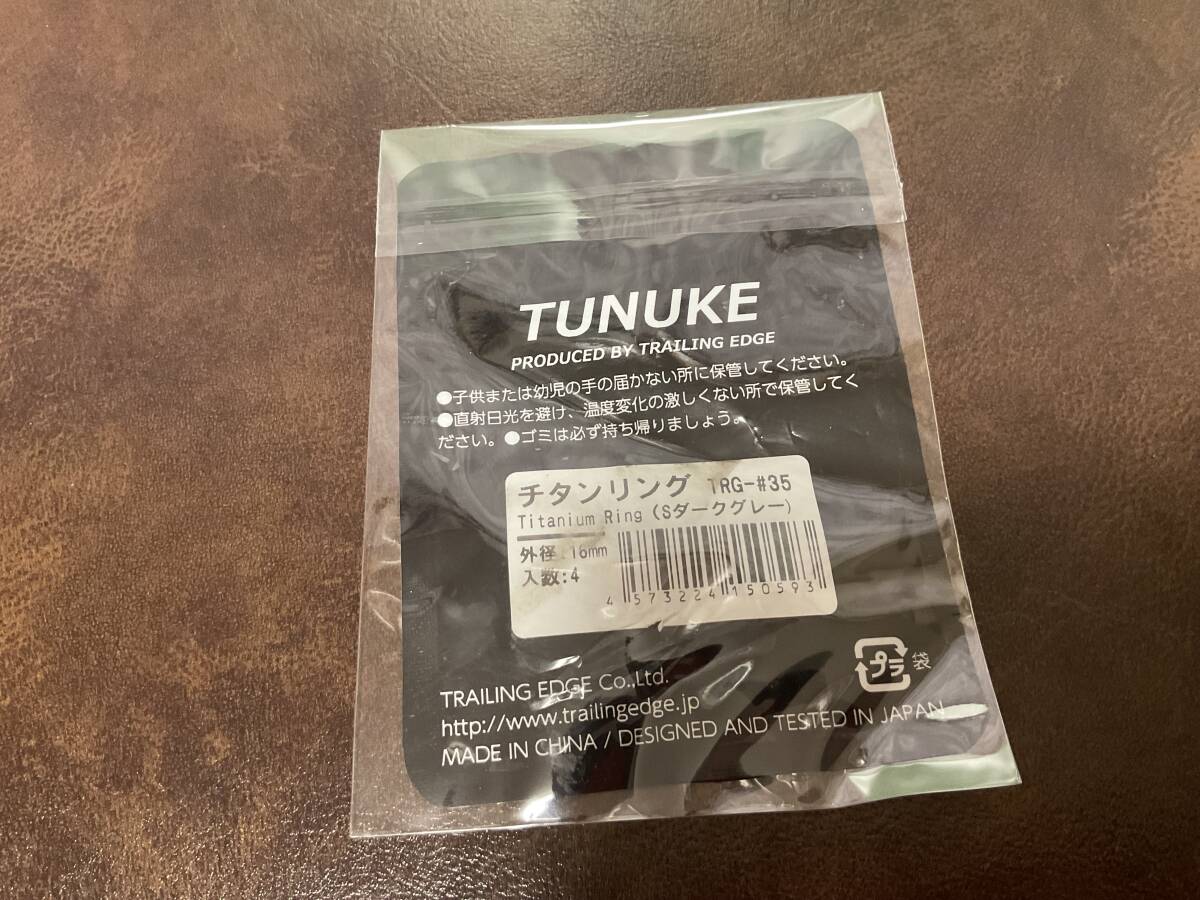 TUNUKE
PRODUCED BY TRAILING EDGE
●子供または幼児の手の届かない所に保管してください。
●直射日光を避け、温度変化の激しくない所で保管してく
ださい。●ゴミは必ず持ち帰りましょう。
チタンリング TRG-#35
Titanium Ring (Sダークグレー)
外径:16mm
入数:4
4 573224 150593
プラ 袋
TRAILING EDGE Co.,Ltd.
http://www.trailingedge.jp
MADE IN CHINA / DESIGNED AND TESTED IN JAPAN